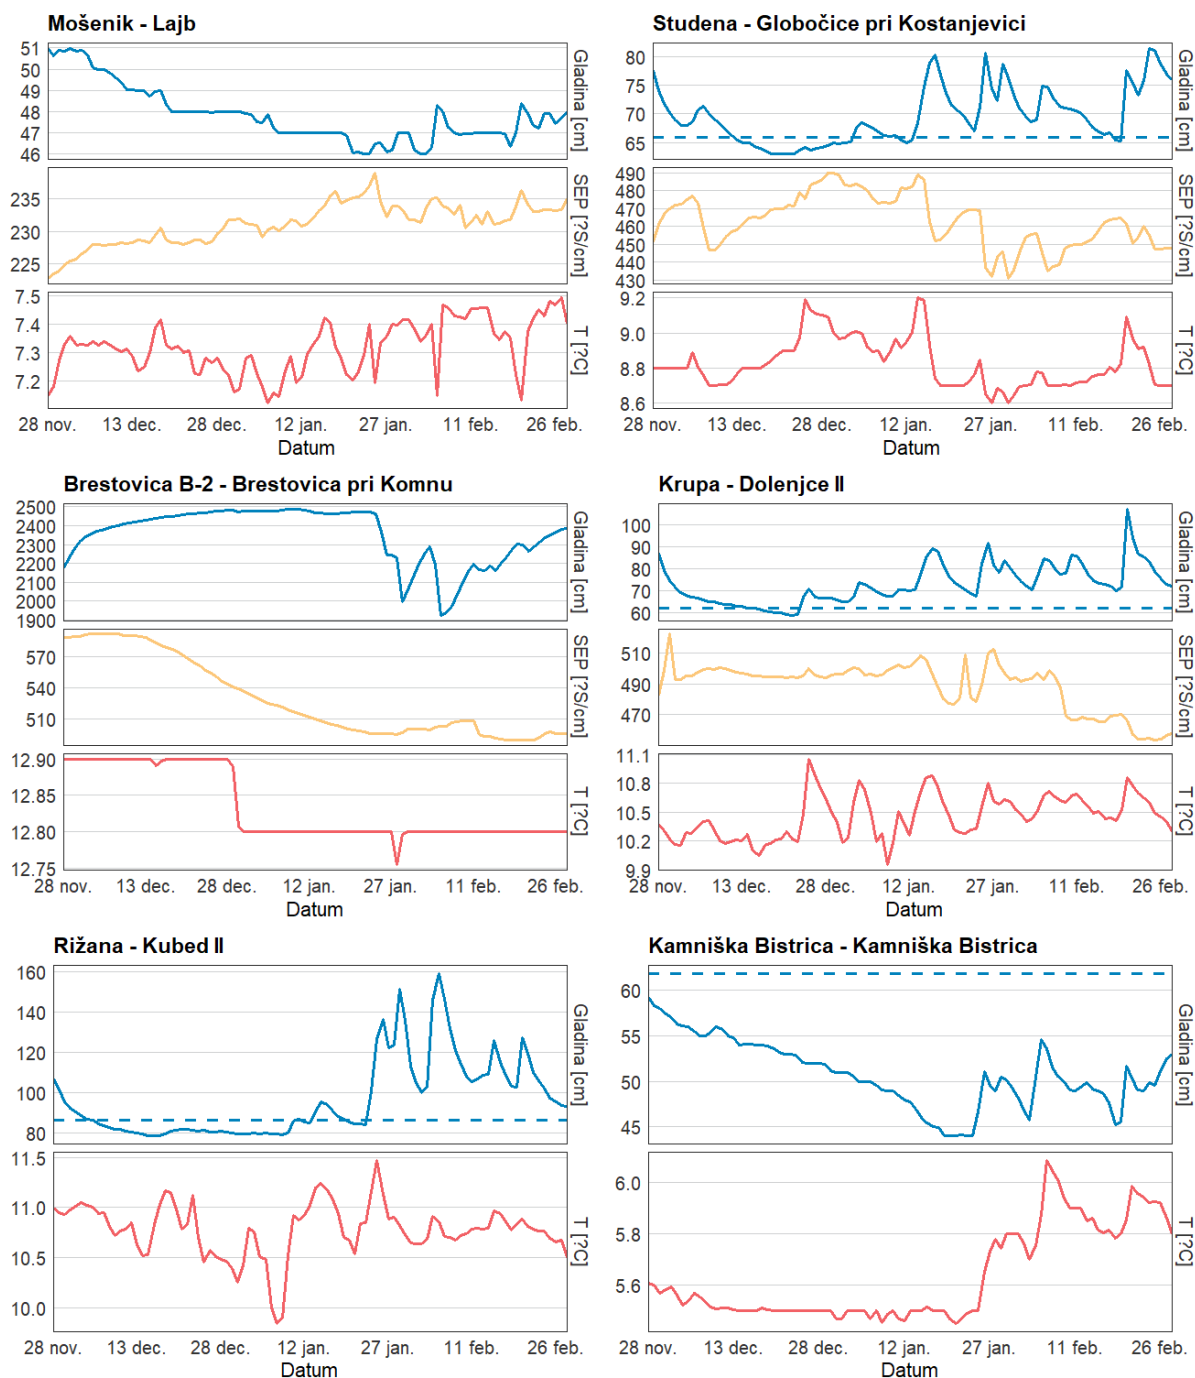 Mošenik - Lajb
51
50
49
48
47
46
Gladina [cm]
235
230
225
SEP [?S/cm]
7.5
7.4
7.3
7.2
T [?C]
28 nov. 13 dec. 28 dec. 12 jan. 27 jan. 11 feb. 26 feb.
Datum
Studena - Globočice pri Kostanjevici
80
75
70
65
Gladina [cm]
490
480
470
460
450
440
430
SEP [?S/cm]
9.2
9.0
8.8
8.6
T [?C]
28 nov. 13 dec. 28 dec. 12 jan. 27 jan. 11 feb. 26 feb.
Datum
Brestovica B-2 - Brestovica pri Komnu
2500
2400
2300
2200
2100
2000
1900
Gladina [cm]
570
540
510
SEP [?S/cm]
12.90
12.85
12.80
12.75
T [?C]
28 nov. 13 dec. 28 dec. 12 jan. 27 jan. 11 feb. 26 feb.
Datum
Krupa - Dolenjce II
100
90
80
70
60
Gladina [cm]
510
490
470
SEP [?S/cm]
11.1
10.8
10.5
10.2
9.9
T [?C]
28 nov. 13 dec. 28 dec. 12 jan. 27 jan. 11 feb. 26 feb.
Datum
Rižana - Kubed II
160
140
120
100
80
Gladina [cm]
11.5
11.0
10.5
10.0
T [?C]
28 nov. 13 dec. 28 dec. 12 jan. 27 jan. 11 feb. 26 feb.
Datum
Kamniška Bistrica - Kamniška Bistrica
60
55
50
45
Gladina [cm]
6.0
5.8
5.6
T [?C]
28 nov. 13 dec. 28 dec. 12 jan. 27 jan. 11 feb. 26 feb.
Datum